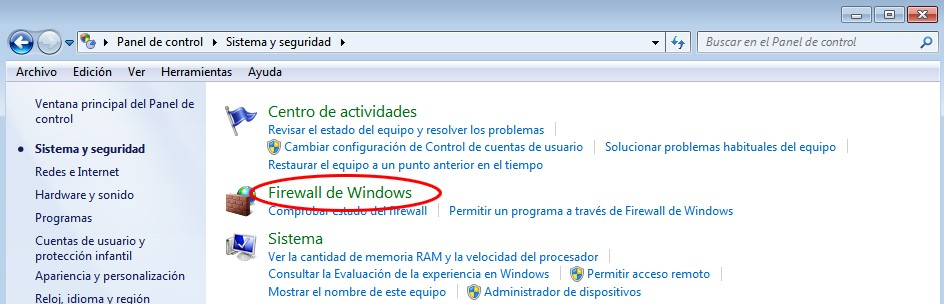 Panel de control Sistema y seguridad
Buscar en el Panel de control
Archivo Edición Ver Herramientas Ayuda
Ventana principal del Panel de
control
Sistema y seguridad
Redes e Internet
Hardware y sonido
Programas
Cuentas de usuario y
protección infantil
Apariencia y personalización
Reloj, idioma y región
Centro de actividades
Revisar el estado del equipo y resolver los problemas
Cambiar configuración de Control de cuentas de usuario Solucionar problemas habituales del equipo
Restaurar el equipo a un punto anterior en el tiempo
Firewall de Windows
Comprobar estado del firewall Permitir un programa a través de Firewall de Windows
Sistema
Ver la cantidad de memoria RAM y la velocidad del procesador
Consultar la Evaluación de la experiencia en Windows Permitir acceso remoto
Mostrar el nombre de este equipo Administrador de dispositivos